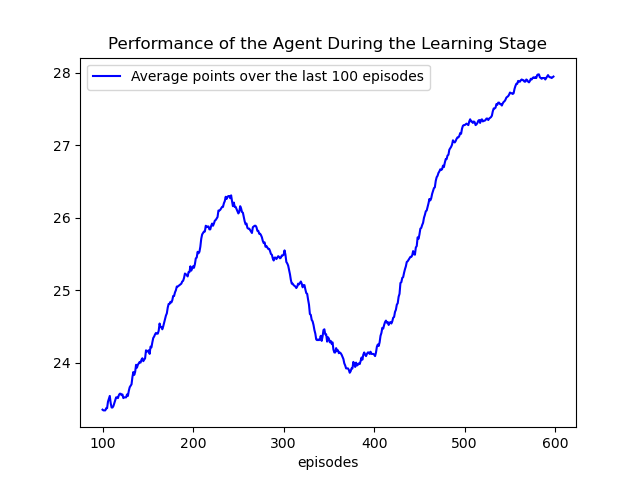 Performance of the Agent During the Learning Stage
Average points over the last 100 episodes
28
27
26
25
24
100 200 300 400 500 600
episodes